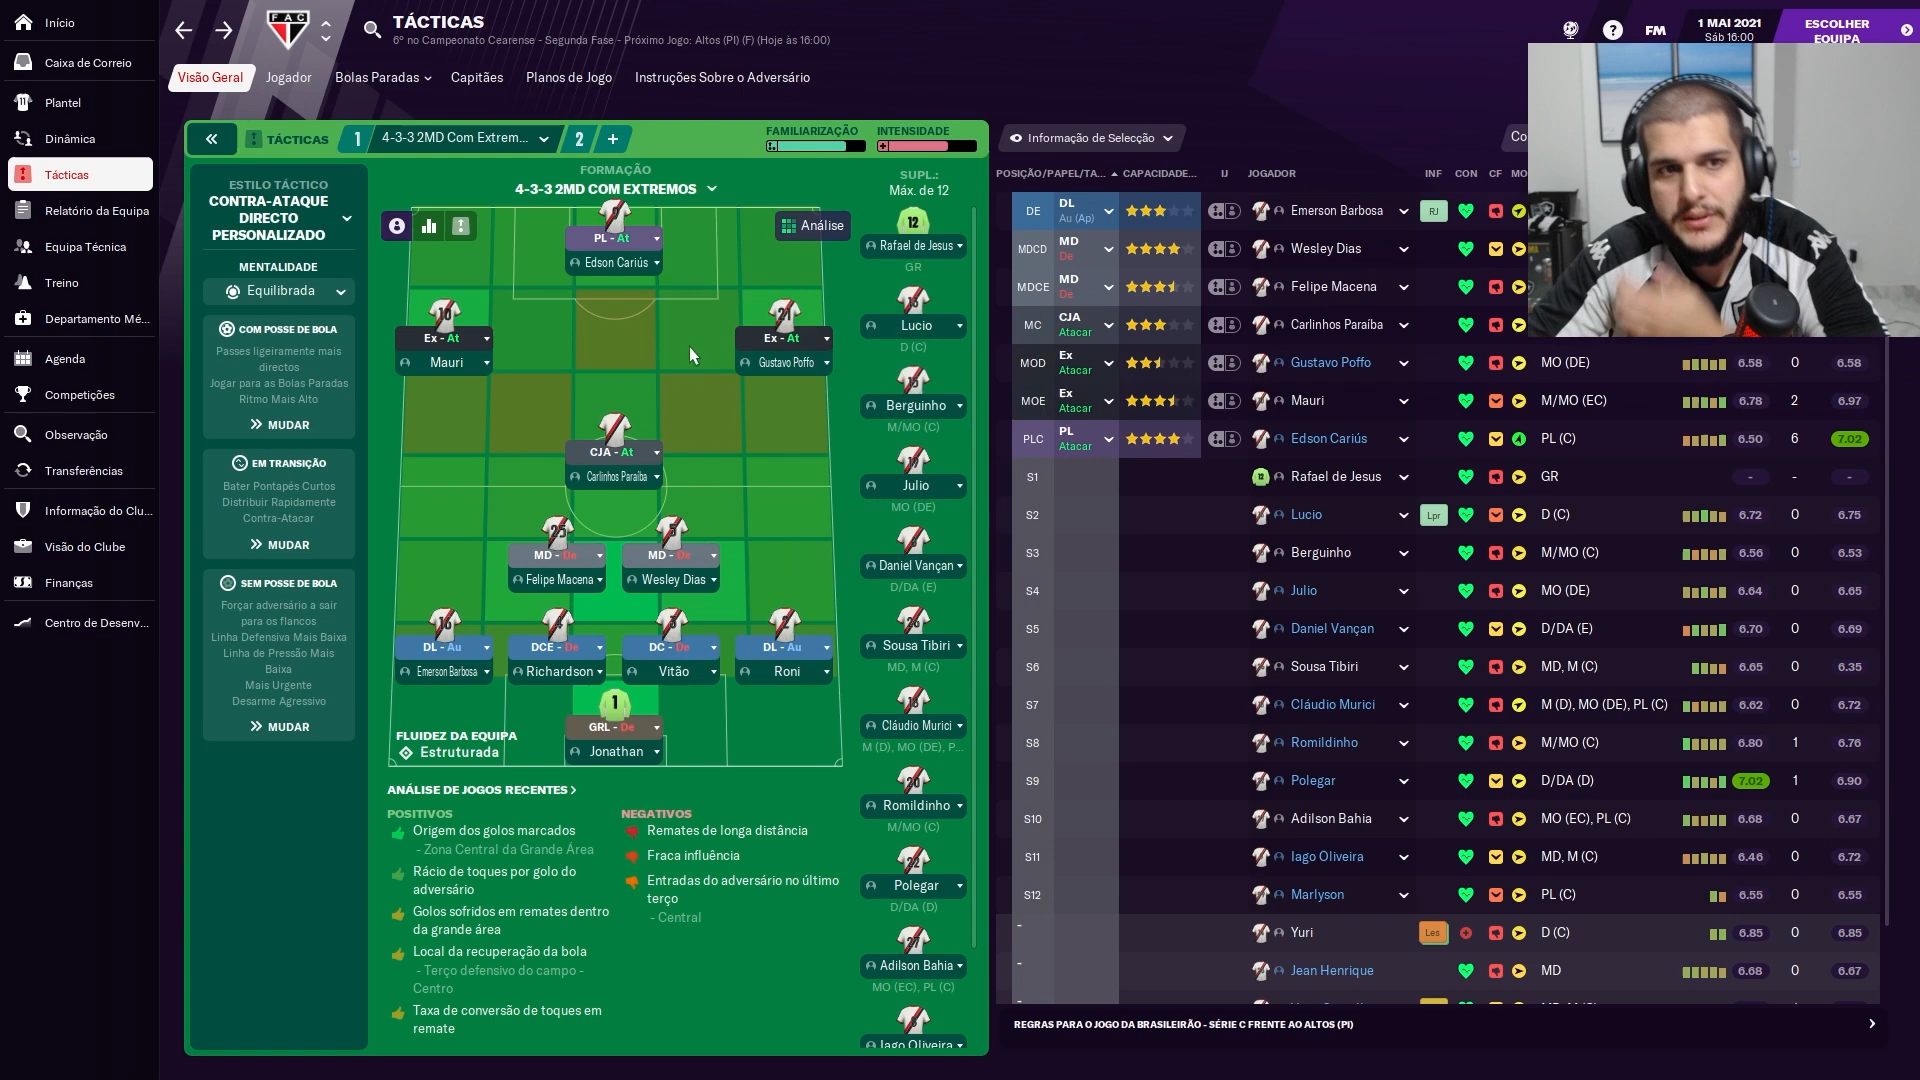 Início
Caixa de Correio
Plantel
Dinâmica
Tácticas
Relatório da Equipa
Equipa Técnica
Treino
Departamento Mé...
Agenda
Competições
Observação
Transferências
Informação do Clu...
Visão do Clube
Finanças
Centro de Desenv...
FAC
TÁCTICAS
6º no Campeonato Cearense - Segunda Fase - Próximo Jogo: Altos (PI) (F) (Hoje às 16:00)
FM
1 MAI 2021
Sáb 16:00
ESCOLHER EQUIPA
Visão Geral
Jogador
Bolas Paradas
Capitães
Planos de Jogo
Instruções Sobre o Adversário
TÁCTICAS
1
4-3-3 2MD Com Extrem...
2
+
FAMILIARIZAÇÃO
INTENSIDADE
ESTILO TÁCTICO
CONTRA-ATAQUE
DIRECTO
PERSONALIZADO
MENTALIDADE
Equilibrada
COM POSSE DE BOLA
Passes ligeiramente mais
directos
Jogar para as Bolas Paradas
Ritmo Mais Alto
MUDAR
EM TRANSIÇÃO
Bater Pontapés Curtos
Distribuir Rapidamente
Contra-Atacar
MUDAR
SEM POSSE DE BOLA
Forçar adversário a sair
para os flancos
Linha Defensiva Mais Baixa
Linha de Pressão Mais
Baixa
Mais Urgente
Desarme Agressivo
MUDAR
FORMAÇÃO
4-3-3 2MD COM EXTREMOS
Análise
PL - At
Edson Cariús
10
Ex - At
Mauri
21
Ex - At
Gustavo Poffo
CJA - At
Carlinhos Paraíba
25
MD - De
Felipe Macena
5
MD - De
Wesley Dias
16
DL - Au
Emerson Barbosa
4
DCE - De
Richardson
3
DC - De
Vitão
2
DL - Au
Roni
1
GRL - De
Jonathan
FLUIDEZ DA EQUIPA
Estruturada
SUPL.:
Máx. de 12
12
Rafael de Jesus
GR
Lucio
D (C)
Berguinho
M/MO (C)
Julio
MO (DE)
Daniel Vançan
D/DA (E)
26
Sousa Tibiri
MD, M (C)
Cláudio Murici
M (D), MO (DE), P...
20
Romildinho
M/MO (C)
22
Polegar
D/DA (D)
27
Adilson Bahia
MO (EC), PL (C)
Iago Oliveira
ANÁLISE DE JOGOS RECENTES >
POSITIVOS
Origem dos golos marcados
- Zona Central da Grande Área
Rácio de toques por golo do
adversário
Golos sofridos em remates dentro
da grande área
Local da recuperação da bola
- Terço defensivo do campo -
Centro
Taxa de conversão de toques em
remate
NEGATIVOS
Remates de longa distância
Fraca influência
Entradas do adversário no último
terço
- Central
Informação de Selecção
Co
POSIÇÃO/PAPEL/TA... CAPACIDADE... IJ JOGADOR INF CON CF MO
DE DL Au (Ap) Emerson Barbosa RJ
MDCD MD De Wesley Dias
MDCE MD De Felipe Macena
MC CJA Atacar Carlinhos Paraíba
MOD Ex Atacar Gustavo Poffo MO (DE) 6.58 0 6.58
MOE Ex Atacar Mauri M/MO (EC) 6.78 2 6.97
PLC PL Atacar Edson Cariús PL (C) 6.50 6 7.02
S1 Rafael de Jesus GR - - -
S2 Lucio Lpr D (C) 6.72 0 6.75
S3 Berguinho M/MO (C) 6.56 0 6.53
S4 Julio MO (DE) 6.64 0 6.65
S5 Daniel Vançan D/DA (E) 6.70 0 6.69
S6 Sousa Tibiri MD, M (C) 6.65 0 6.35
S7 Cláudio Murici M (D), MO (DE), PL (C) 6.62 0 6.72
S8 Romildinho M/MO (C) 6.80 1 6.76
S9 Polegar D/DA (D) 7.02 1 6.90
S10 Adilson Bahia MO (EC), PL (C) 6.68 0 6.67
S11 Iago Oliveira MD, M (C) 6.46 0 6.72
S12 Marlyson PL (C) 6.55 0 6.55
- Yuri Les D (C) 6.85 0 6.85
- Jean Henrique MD 6.68 0 6.67
REGRAS PARA O JOGO DA BRASILEIRÃO - SÉRIE C FRENTE AO ALTOS (PI)